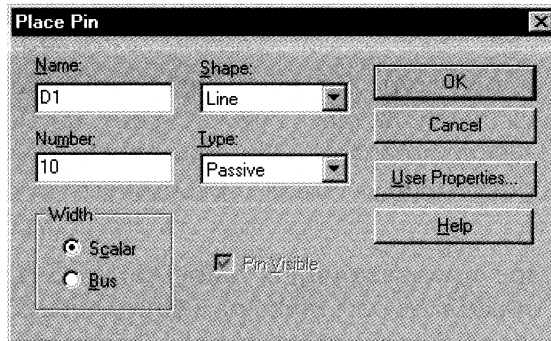 Place Pin
Name:
D1
Shape:
Line
Number:
10
Type:
Passive
Width
Scalar
Bus
Pin Visible
OK
Cancel
User Properties...
Help